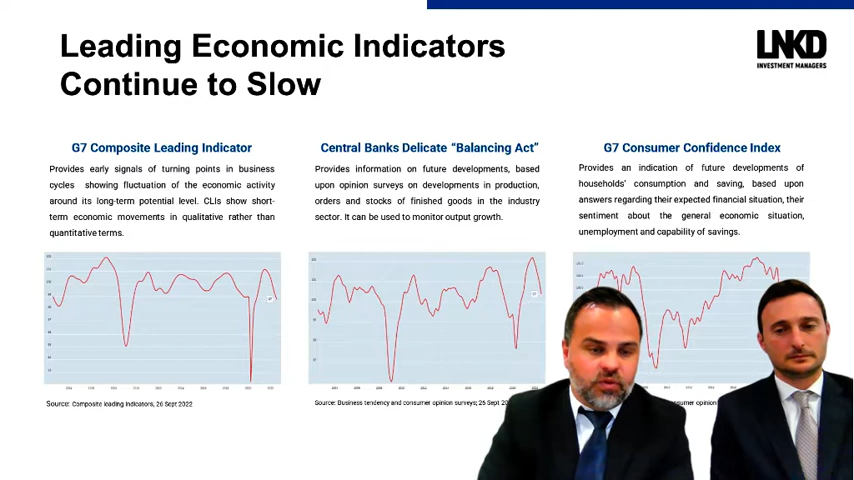 Leading Economic Indicators
Continue to Slow
LNKD
INVESTMENT MANAGERS
G7 Composite Leading Indicator
Provides early signals of turning points in business
cycles showing fluctuation of the economic activity
around its long-term potential level. CLIs show short-
term economic movements in qualitative rather than
quantitative terms.
Source: Composite leading indicators, 26 Sept 2022
Central Banks Delicate “Balancing Act”
Provides information on future developments, based
upon opinion surveys on developments in production,
orders and stocks of finished goods in the industry
sector. It can be used to monitor output growth.
Source: Business tendency and consumer opinion surveys; 26 Sept
G7 Consumer Confidence Index
Provides an indication of future developments of
households’ consumption and saving, based upon
answers regarding their expected financial situation, their
sentiment about the general economic situation,
unemployment and capability of savings.